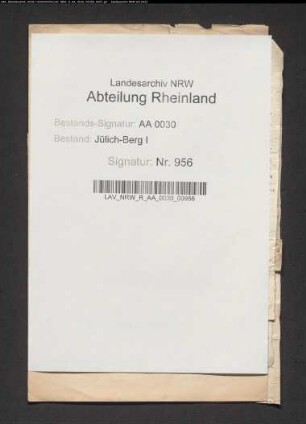 Landesarchiv NRW
Abteilung Rheinland
Bestands-Signatur: AA 0030
Bestand: Jülich-Berg I
Signatur: Nr. 956
LAV_NRW_R_AA_0030_00956